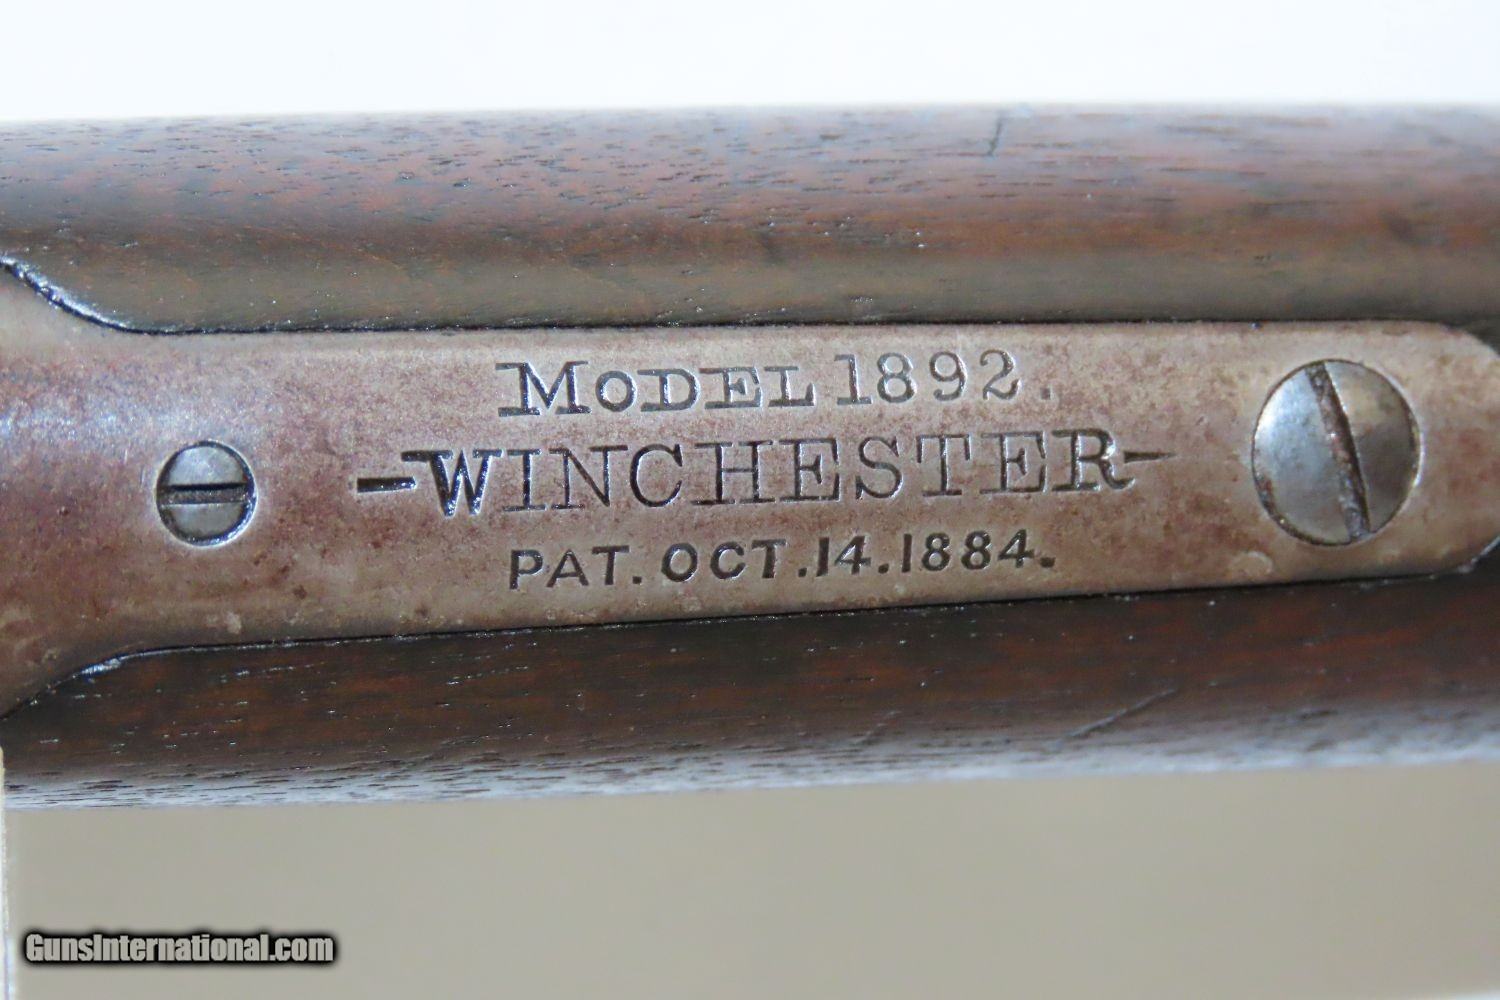 MODEL 1892.
WINCHESTER
PAT. OCT. 14. 1884.
GunsInternational.com